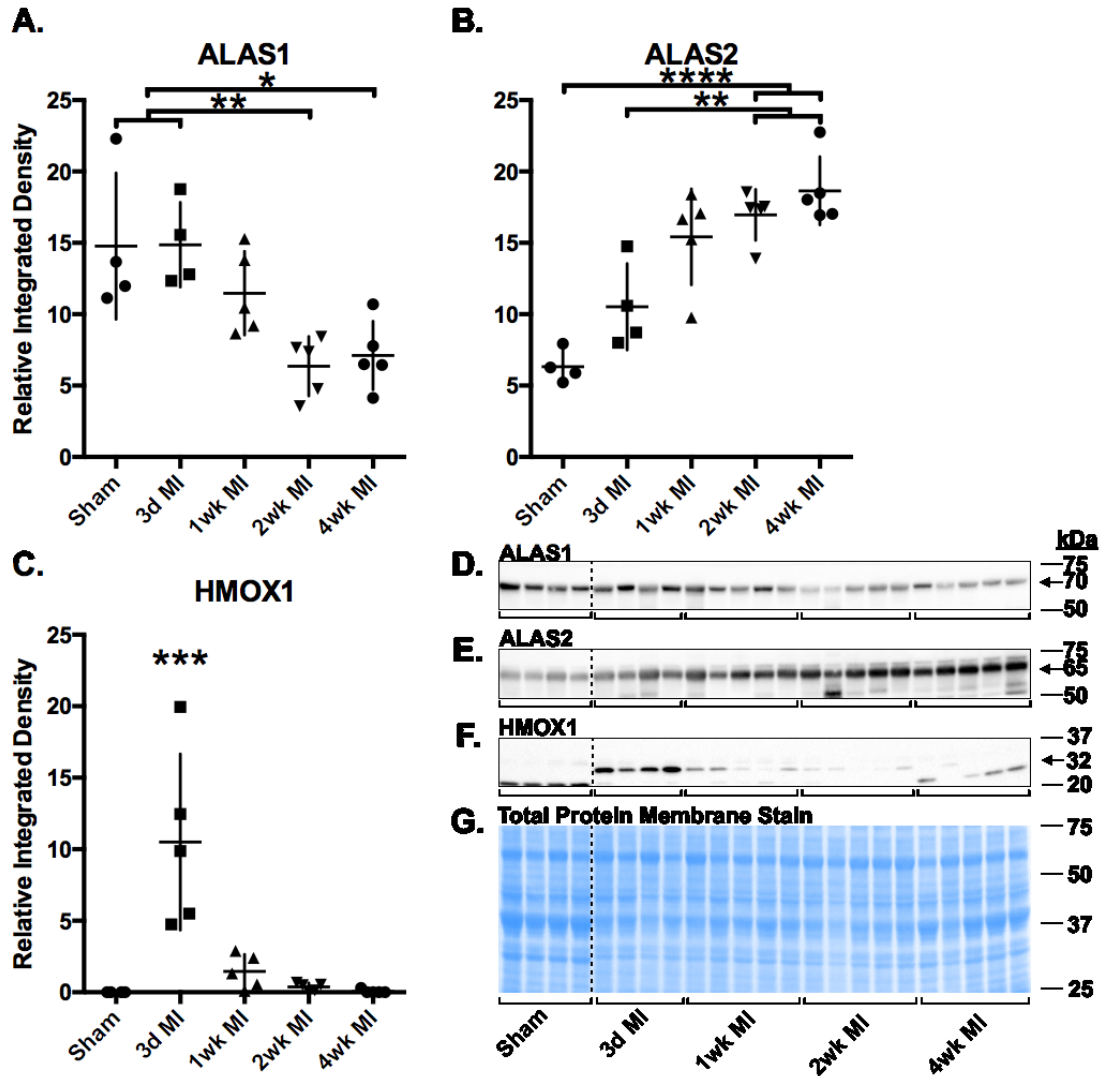 A.
ALAS1
*
**
Relative Integrated Density
25
20
15
10
5
0
Sham
3d MI
1wk MI
2wk MI
4wk MI
B.
ALAS2
****
**
25
20
15
10
5
0
Sham
3d MI
1wk MI
2wk MI
4wk MI
C.
HMOX1
***
Relative Integrated Density
25
20
15
10
5
0
Sham
3d MI
1wk MI
2wk MI
4wk MI
kDa
D.
ALAS1
75
70
50
E.
ALAS2
75
65
50
F.
HMOX1
37
32
20
G.
Total Protein Membrane Stain
75
50
37
25
Sham
3d MI
1wk MI
2wk MI
4wk MI